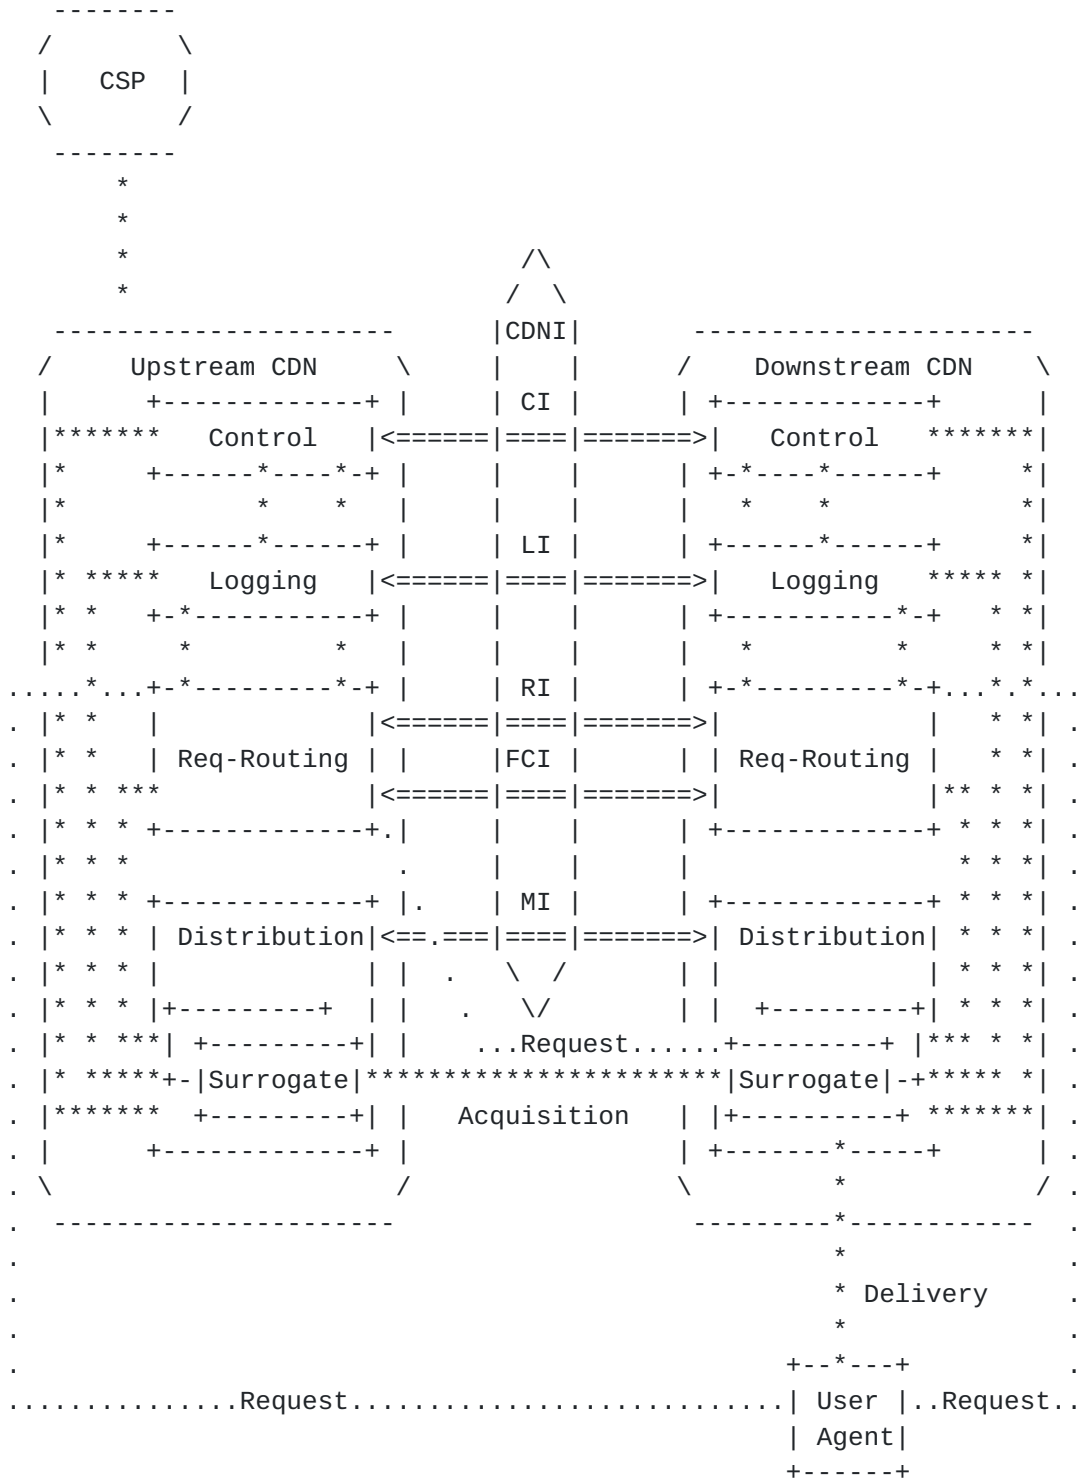 CSP
CDNI
Upstream CDN Downstream CDN
CI
Control Control
LI
Logging Logging
RI
FCI
Req-Routing Req-Routing
MI
Distribution Distribution
Request
Surrogate Surrogate
Acquisition
Delivery
Request User Request
Agent